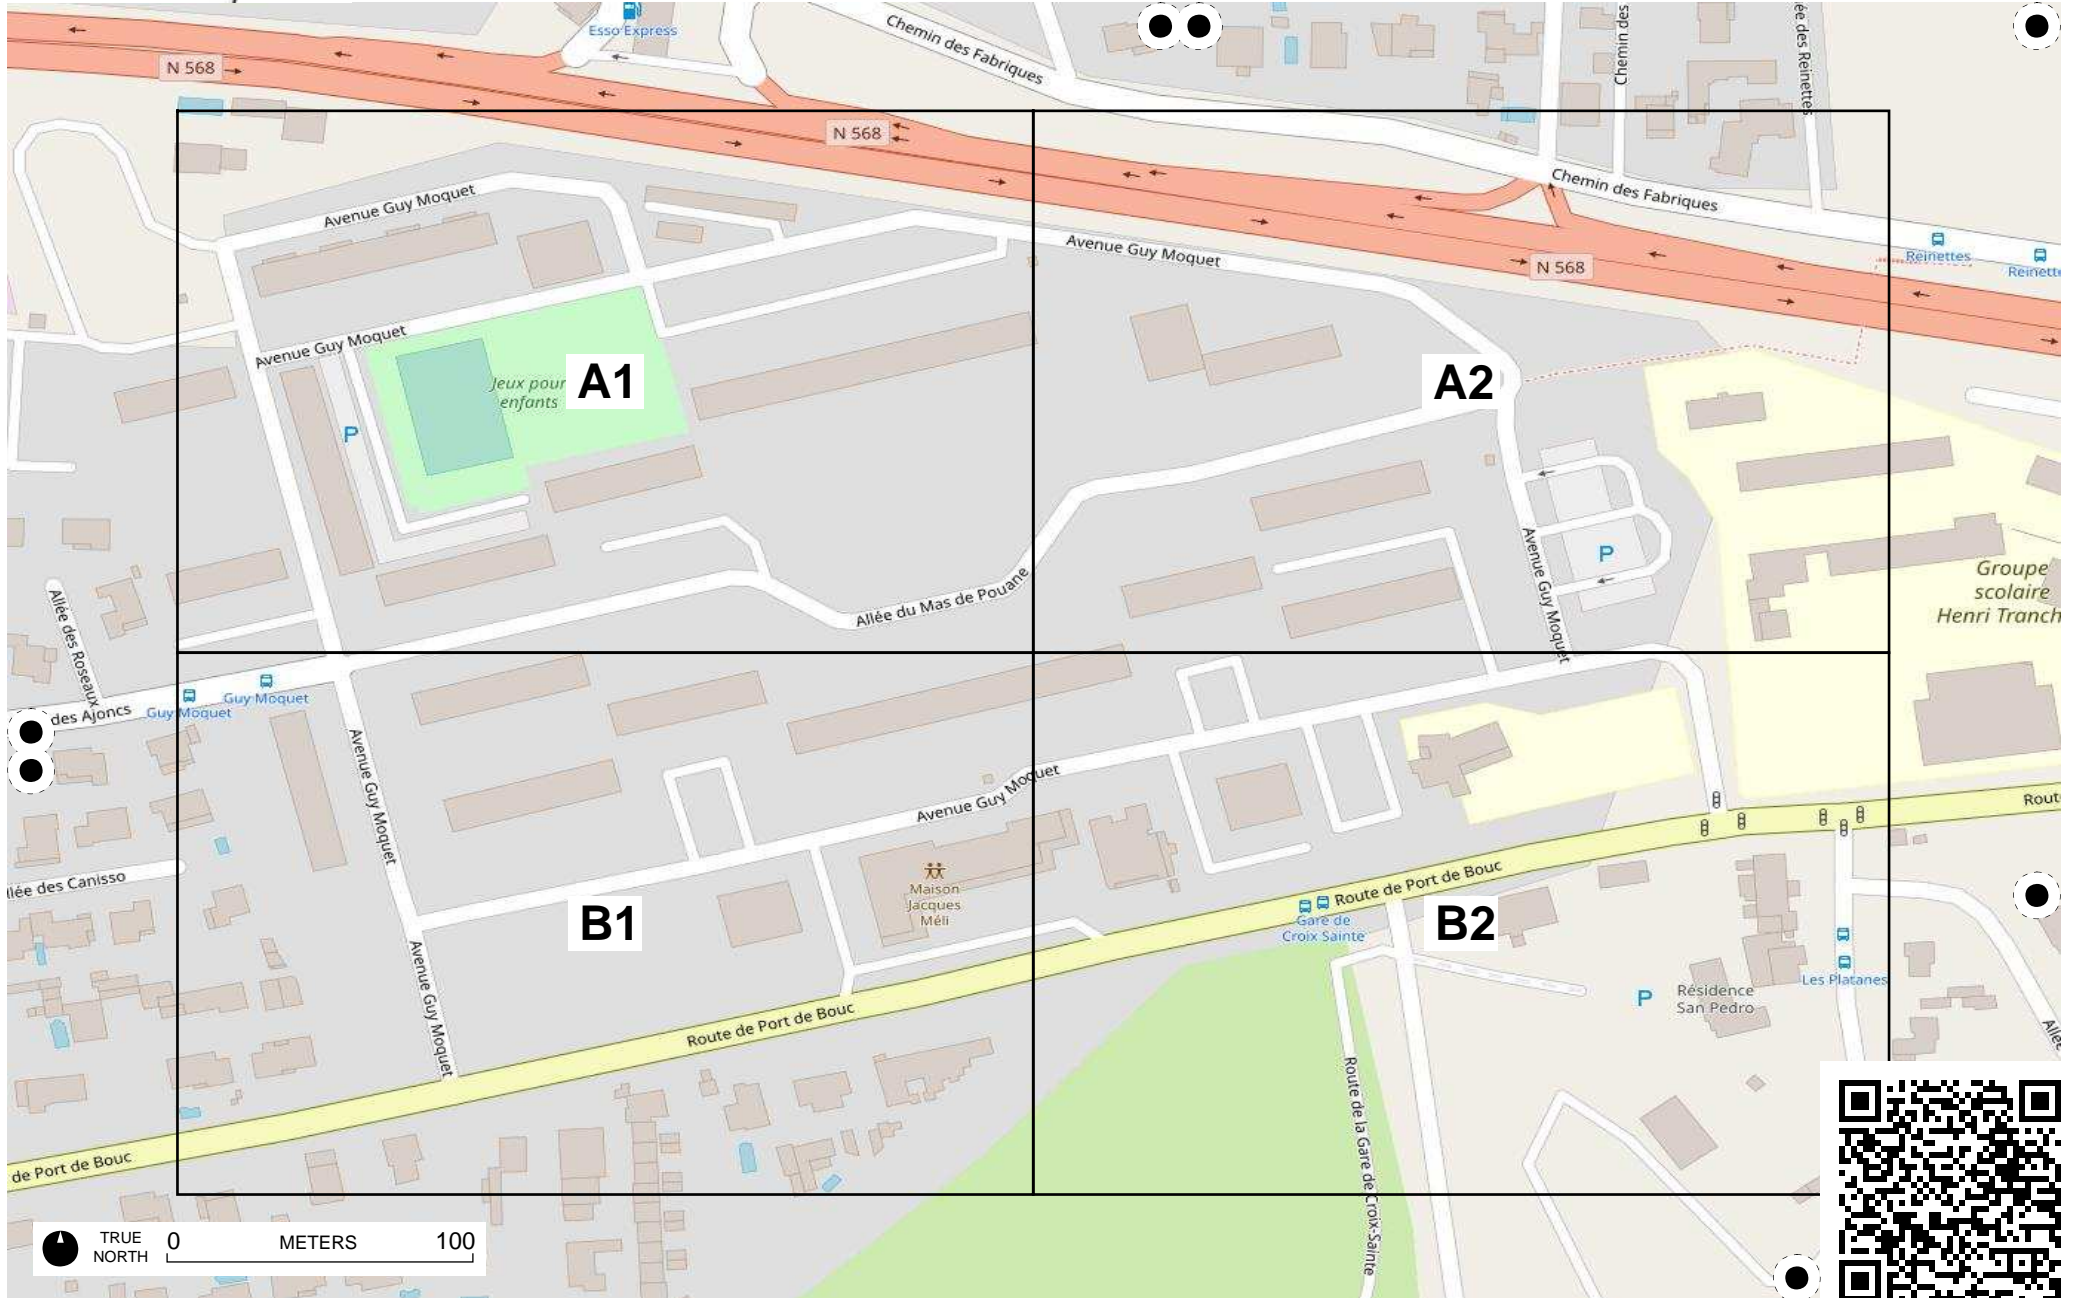 Esso Express
Chemin des Fabriques
Chemin des
ée des Reinettes
N 568
N 568
Chemin des Fabriques
Avenue Guy Moquet
Avenue Guy Moquet
Reinettes
Reinette
N 568
Avenue Guy Moquet
Jeux pour
enfants
A1
A2
P
Avenue Guy Moquet
P
Groupe
scolaire
Henri Tranch
Allée du Mas de Pouane
Allée des Roseaux
Guy Moquet
Guy Moquet
des Ajoncs
Avenue Guy Moquet
Avenue Guy Moquet
Rout
llée des Canisso
Maison
Jacques
Méli
Route de Port de Bouc
Gare de
Croix Sainte
B1
B2
Avenue Guy Moquet
Les Platanes
P
Résidence
San Pedro
Route de Port de Bouc
Allée
Route de la Gare de Croix-Sainte
de Port de Bouc
TRUE
NORTH
0 METERS 100